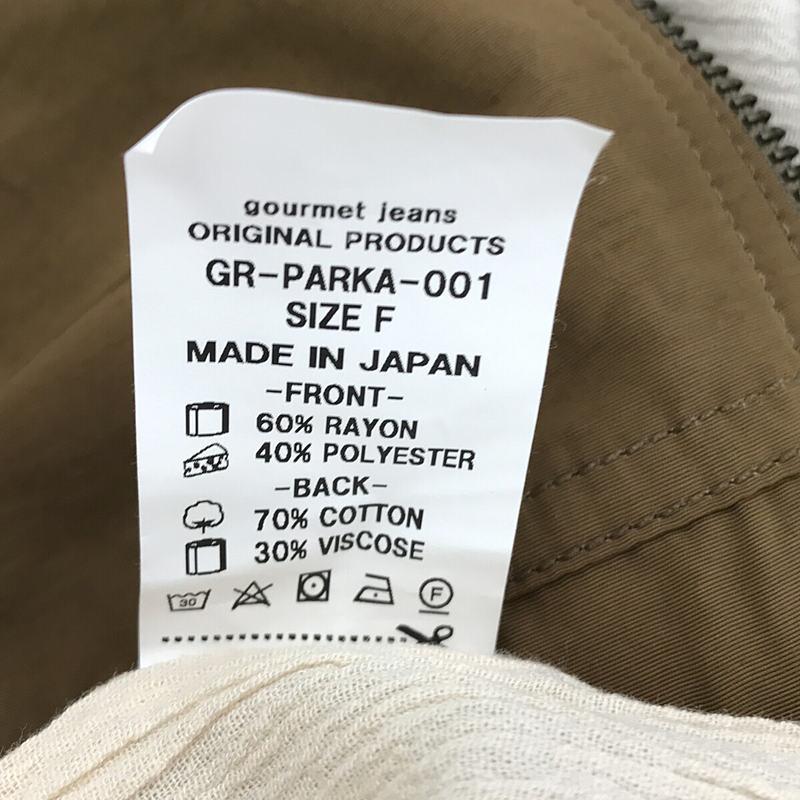 gourmet jeans
ORIGINAL PRODUCTS
GR-PARKA-001
SIZE F
MADE IN JAPAN
-FRONT-
60% RAYON
40% POLYESTER
-BACK-
70% COTTON
30% VISCOSE
30 F